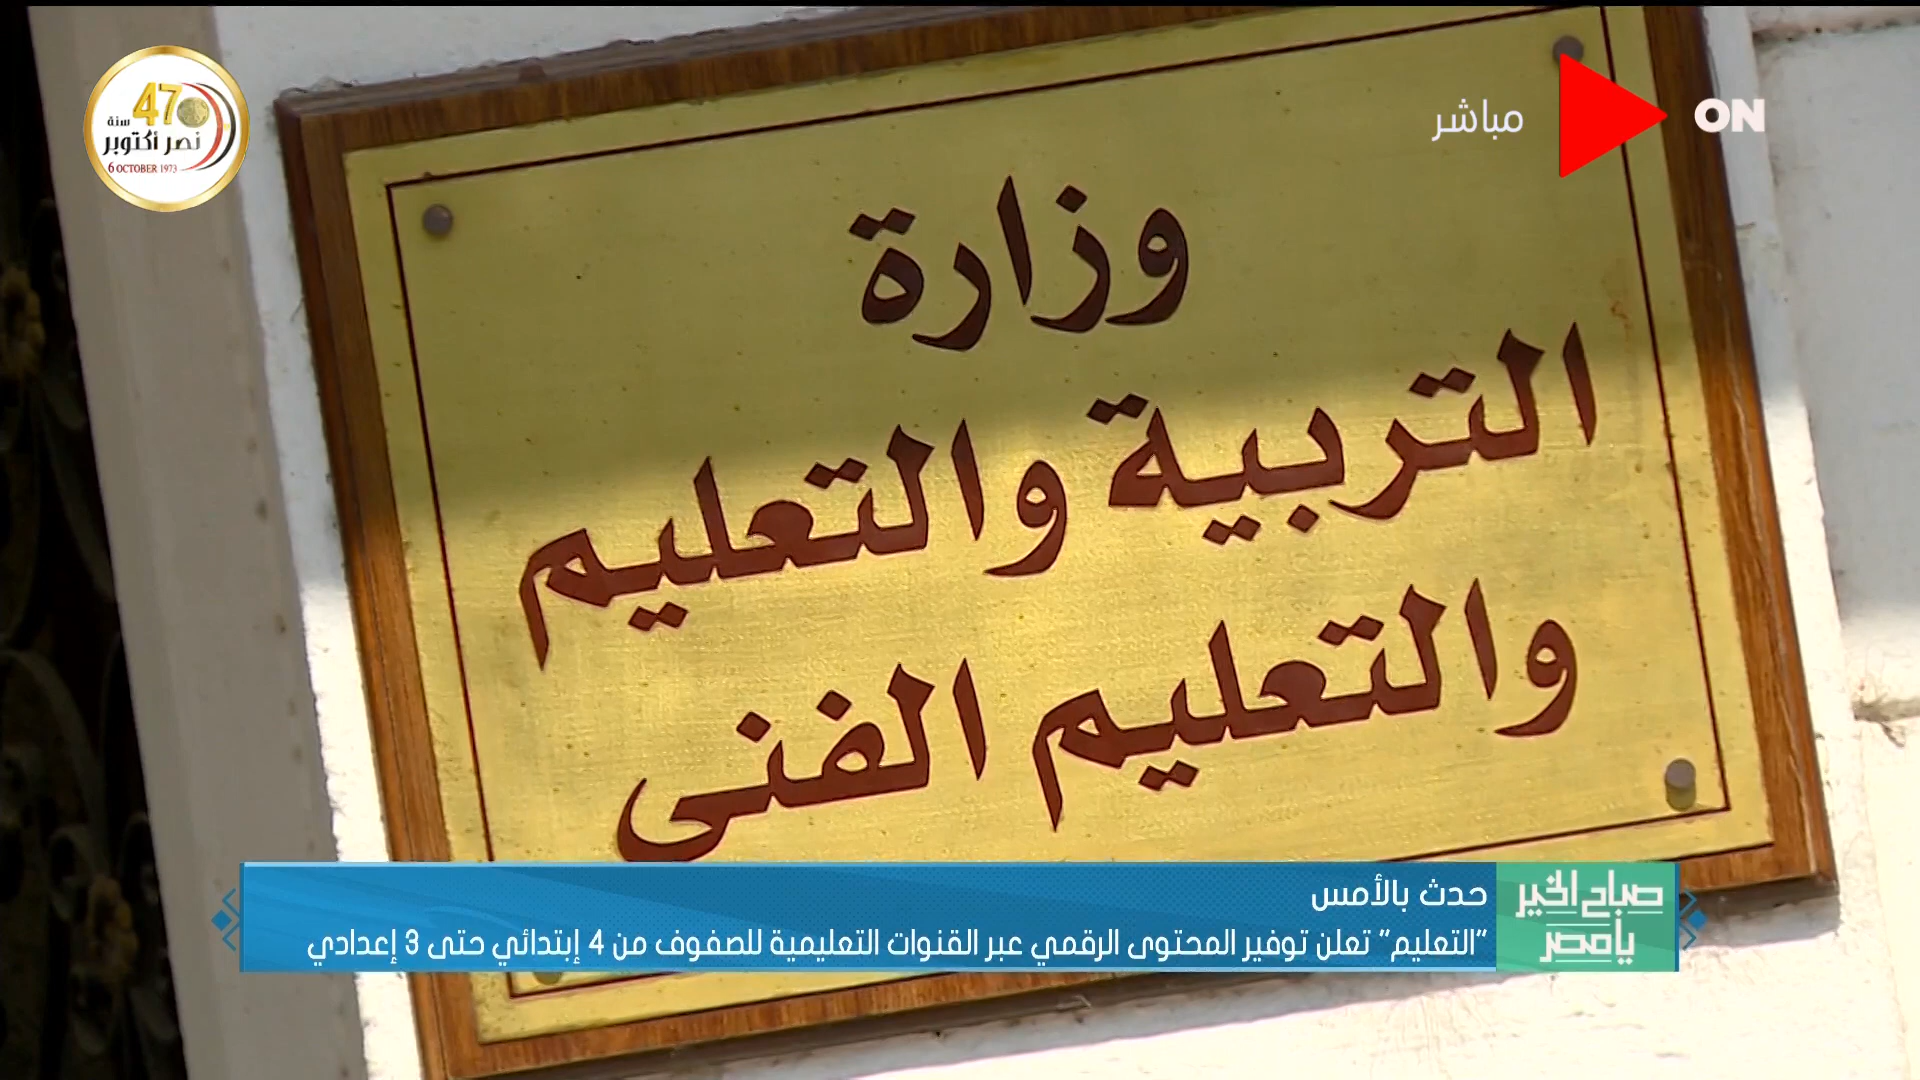 47
سنة
نصر أكتوبر
6 OCTOBER 1973
مباشر
ON
وزارة
التربية والتعليم
والتعليم الفنى
حدث بالأمس
"التعليم" تعلن توفير المحتوى الرقمي عبر القنوات التعليمية للصفوف من 4 إبتدائي حتى 3 إعدادي
صباح الخير
يا مصر